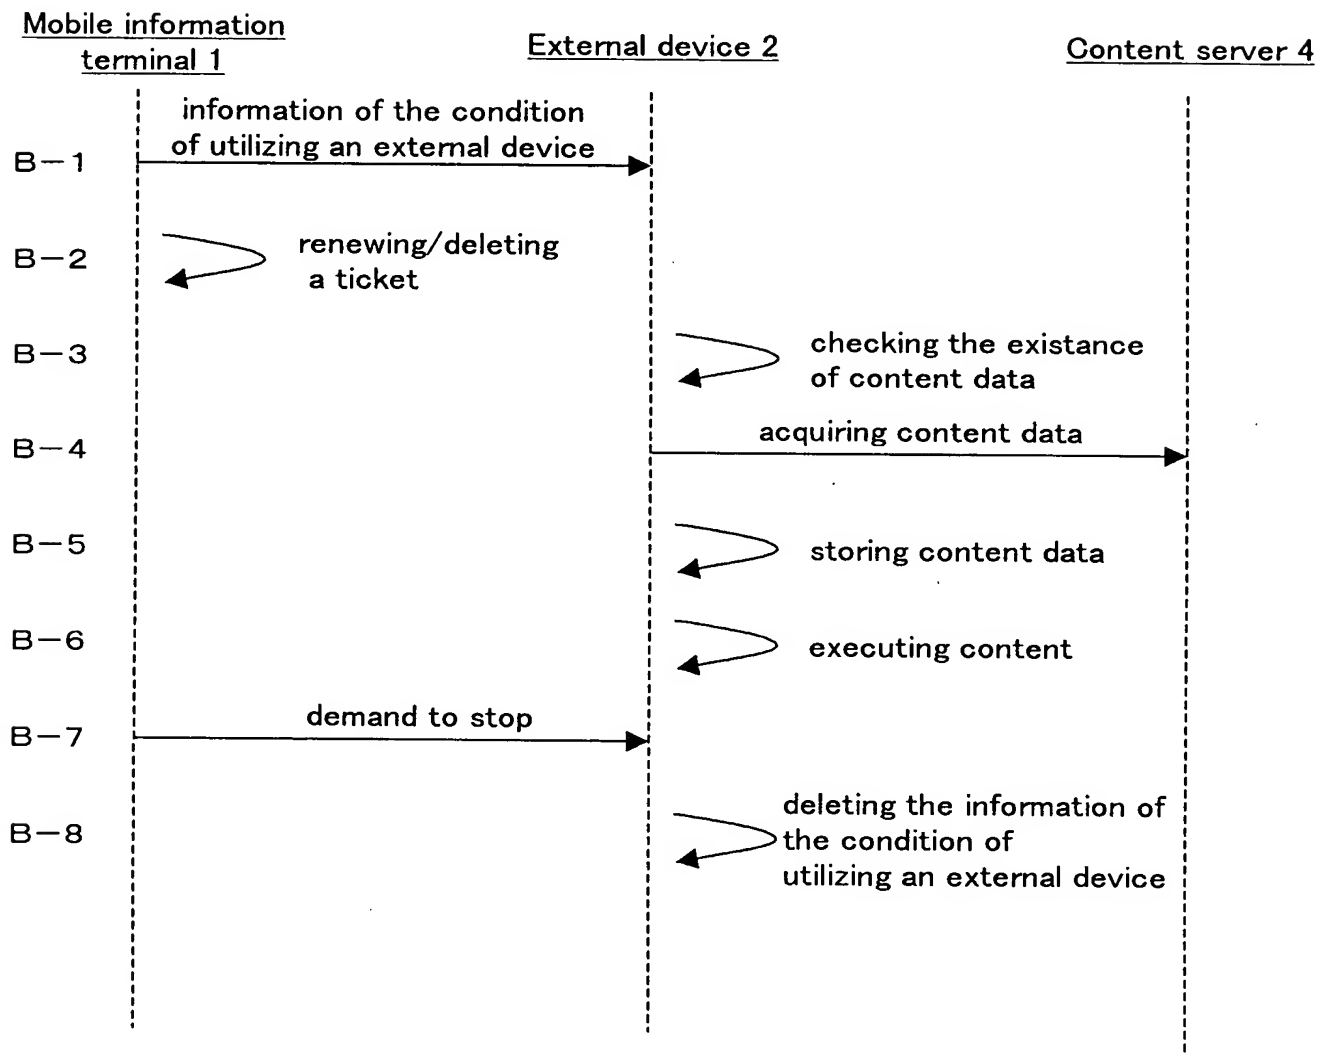 Mobile information
terminal 1
External device 2
Content server 4
information of the condition
of utilizing an external device
B-1
B-2
renewing/deleting
a ticket
B-3
checking the existance
of content data
B-4
acquiring content data
B-5
storing content data
B-6
executing content
B-7
demand to stop
B-8
deleting the information of
the condition of
utilizing an external device